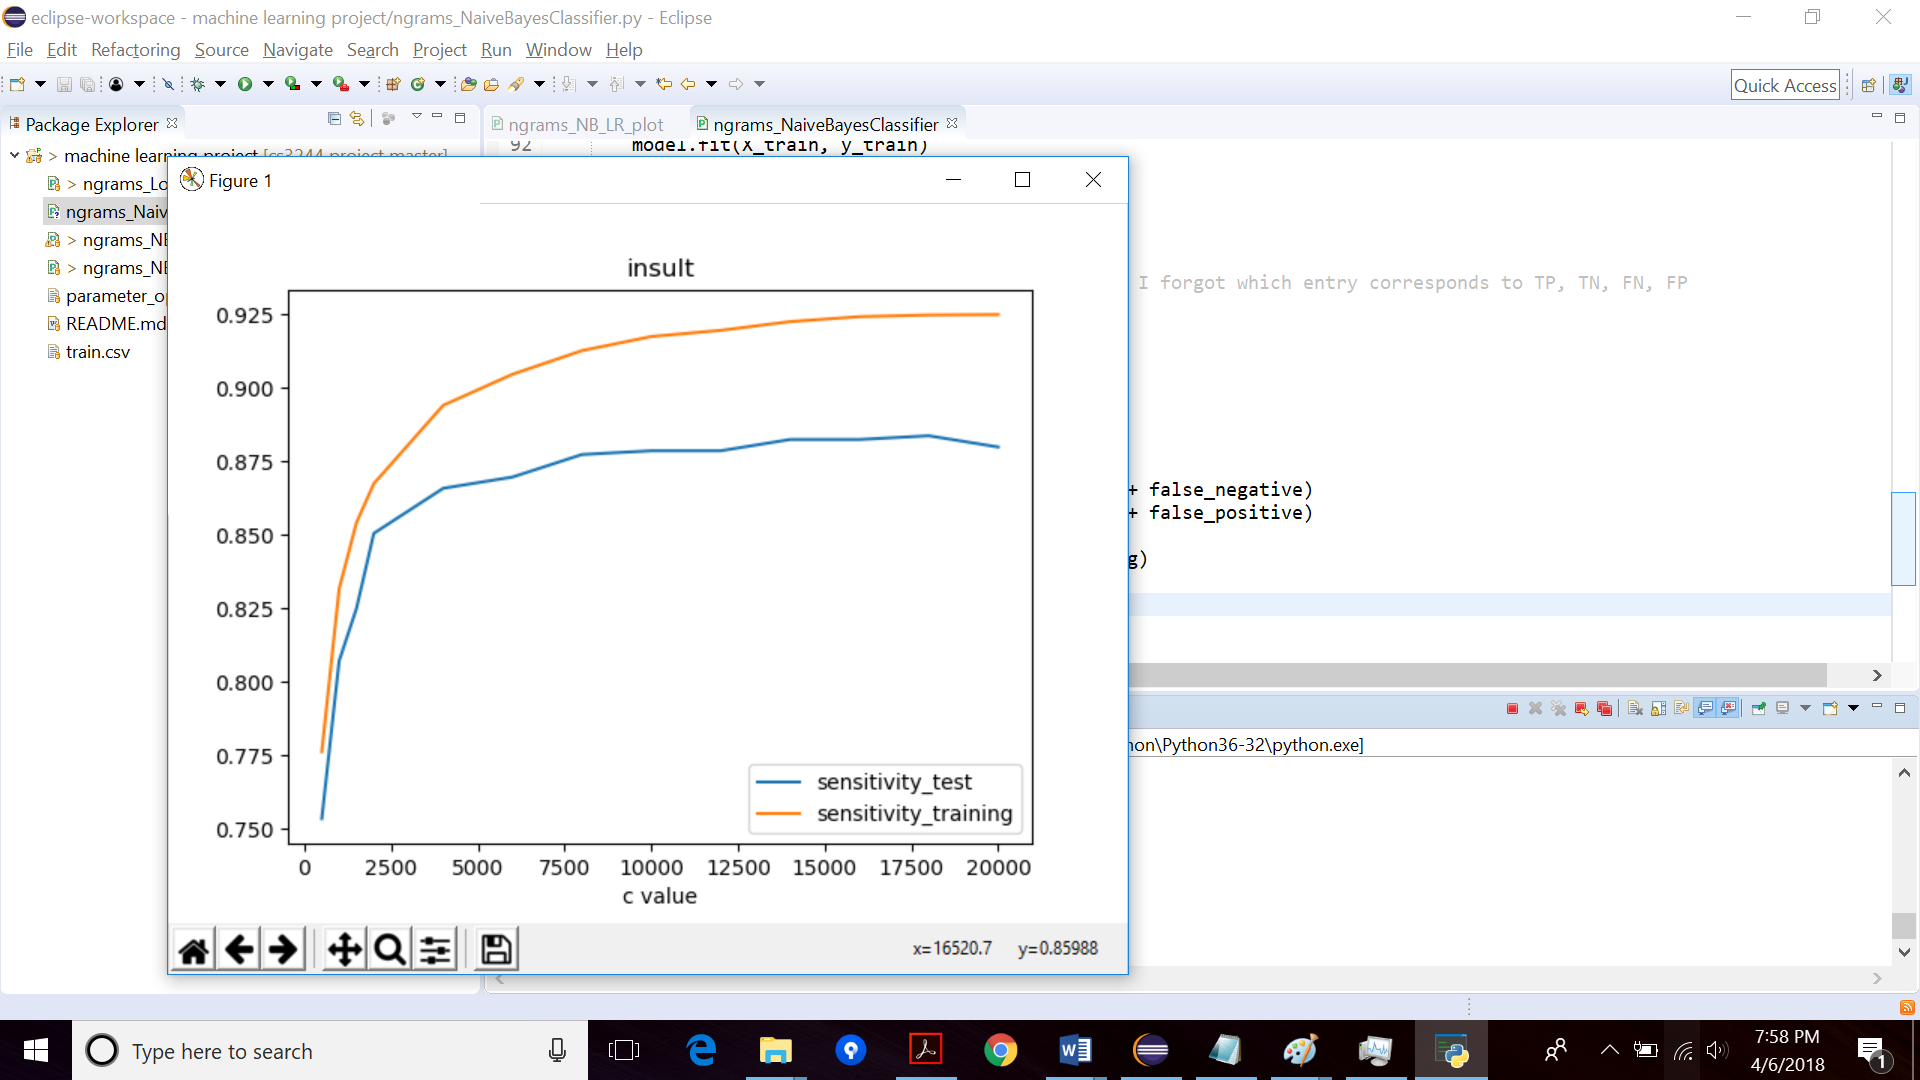 eclipse-workspace - machine learning project/ngrams_NaiveBayesClassifier.py - Eclipse
File Edit Refactoring Source Navigate Search Project Run Window Help
Quick Access
Package Explorer
ngrams_NB_LR_plot
ngrams_NaiveBayesClassifier
> machine learning project [cs3244 project master]
92 model.fit(X_train, y_train)
> ngrams_Lo
ngrams_Naiv
> ngrams_NB
> ngrams_NB
parameter_op
README.md
train.csv
I forgot which entry corresponds to TP, TN, FN, FP
+ false_negative)
+ false_positive)
g)
hon\Python36-32\python.exe]
Figure 1
insult
0.925
0.900
0.875
0.850
0.825
0.800
0.775
0.750
sensitivity_test
sensitivity_training
0 2500 5000 7500 10000 12500 15000 17500 20000
c value
x=16520.7 y=0.85988
Type here to search
7:58 PM
4/6/2018
1